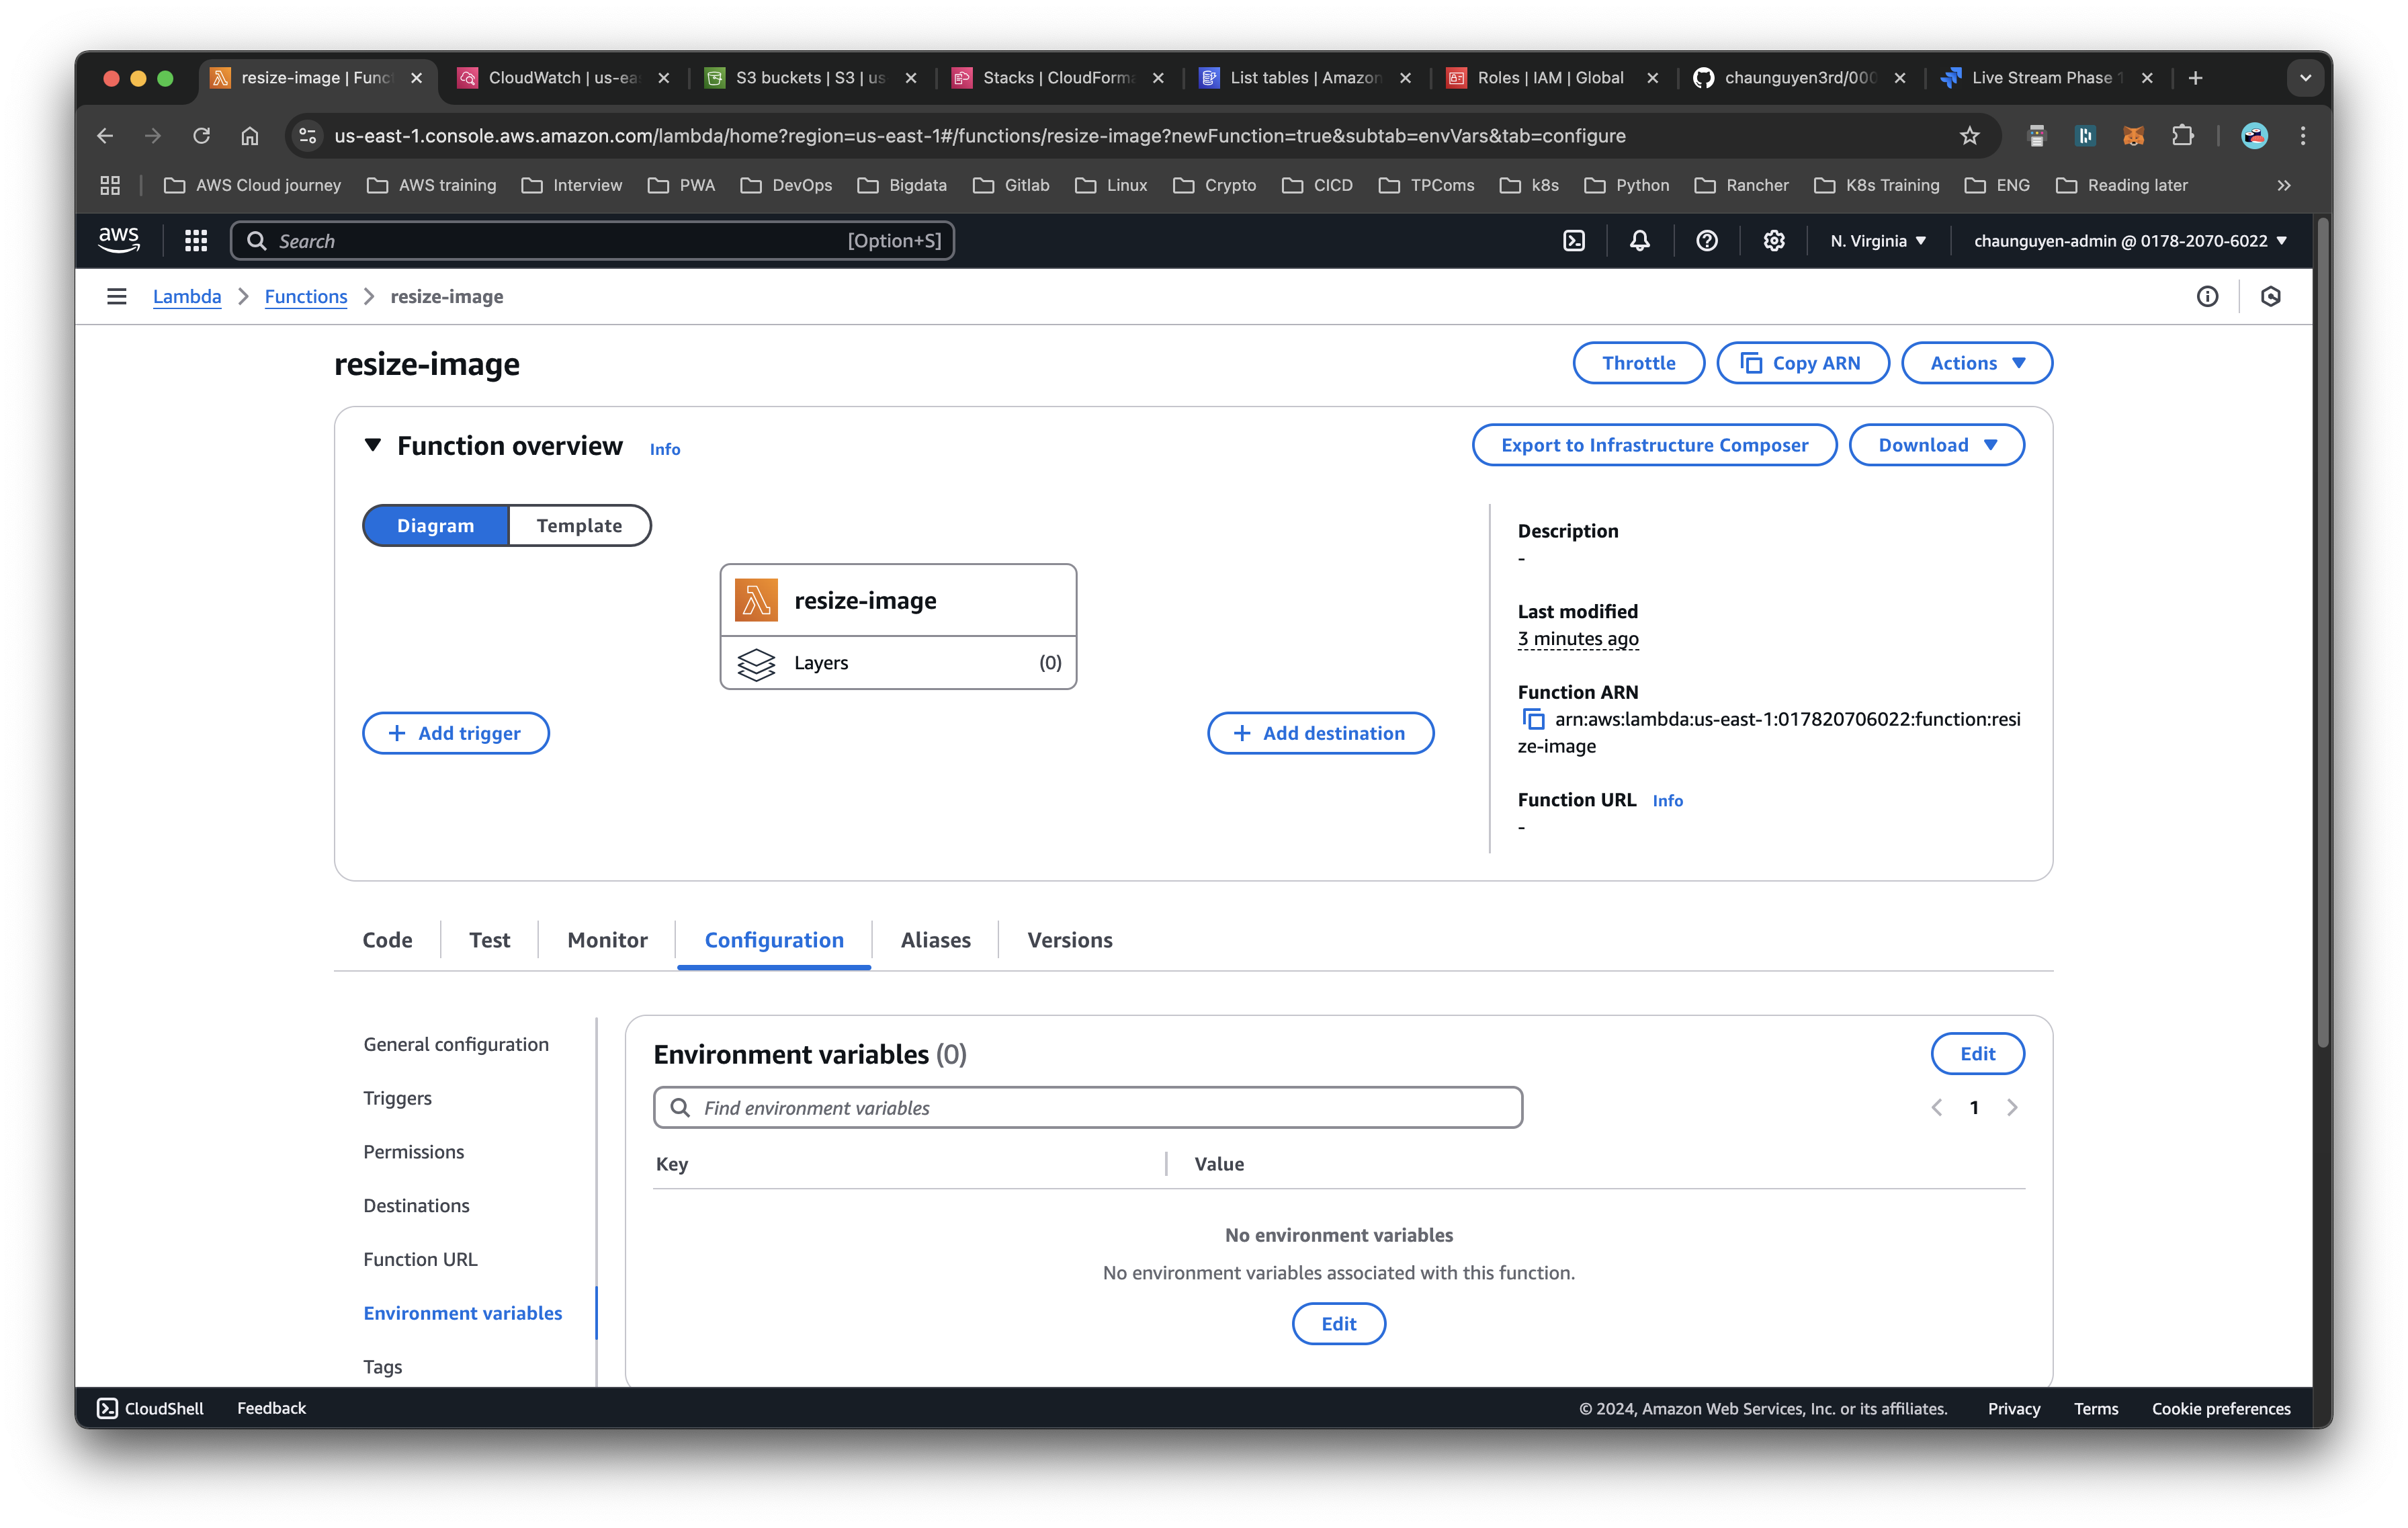 resize-image | Func
CloudWatch | us-ea
S3 buckets | S3 | us
Stacks | CloudForm
List tables | Amazon
Roles | IAM | Global
chaunguyen3rd/000
Live Stream Phase 1
us-east-1.console.aws.amazon.com/lambda/home?region=us-east-1#/functions/resize-image?newFunction=true&subtab=envVars&tab=configure
AWS Cloud journey
AWS training
Interview
PWA
DevOps
Bigdata
Gitlab
Linux
Crypto
CICD
TPComs
k8s
Python
Rancher
K8s Training
ENG
Reading later
aws
Search
[Option+S]
N. Virginia
chaunguyen-admin @ 0178-2070-6022
Lambda
Functions
resize-image
resize-image
Throttle
Copy ARN
Actions
Function overview
Info
Export to Infrastructure Composer
Download
Diagram
Template
resize-image
Layers
(0)
Add trigger
Add destination
Description
-
Last modified
3 minutes ago
Function ARN
arn:aws:lambda:us-east-1:017820706022:function:resi
ze-image
Function URL
Info
-
Code
Test
Monitor
Configuration
Aliases
Versions
General configuration
Triggers
Permissions
Destinations
Function URL
Environment variables
Tags
Environment variables (0)
Edit
Find environment variables
1
Key
Value
No environment variables
No environment variables associated with this function.
Edit
CloudShell
Feedback
© 2024, Amazon Web Services, Inc. or its affiliates.
Privacy
Terms
Cookie preferences